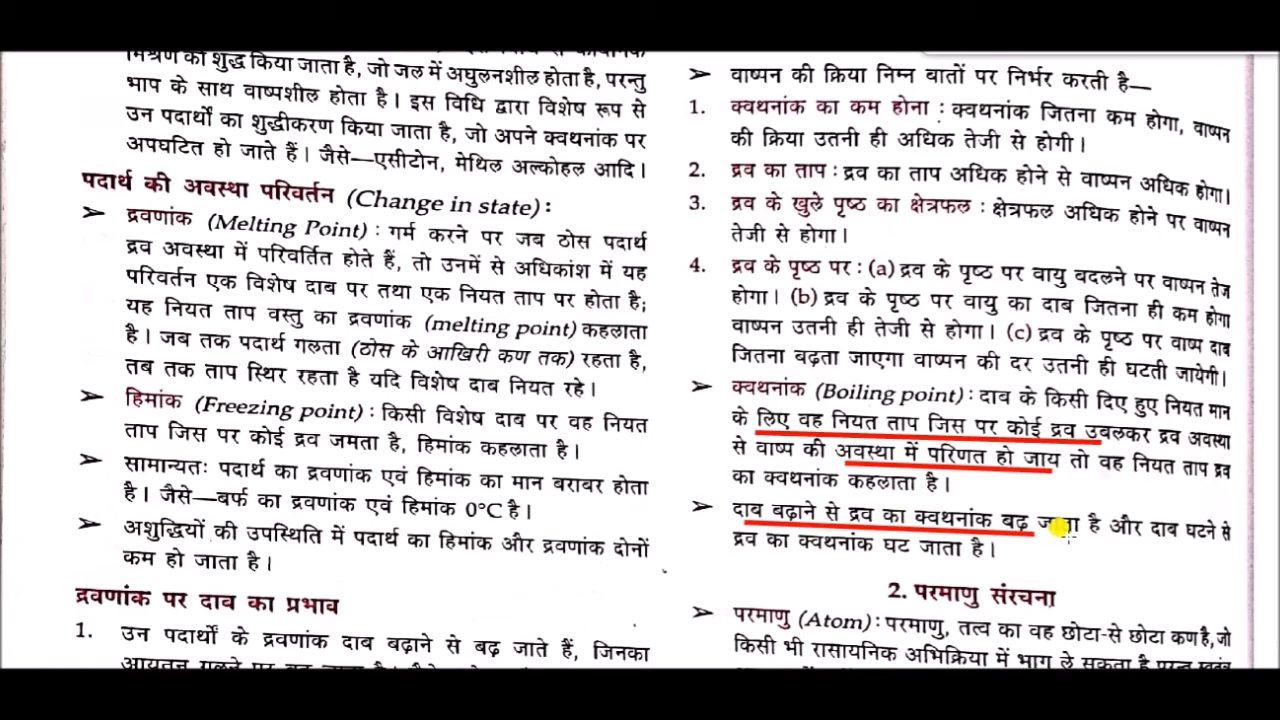 मिश्रण को शुद्ध किया जाता है, जो जल में अघुलनशील होता है, परन्तु
भाप के साथ वाष्पशील होता है। इस विधि द्वारा विशेष रूप से
उन पदार्थों का शुद्धीकरण किया जाता है, जो अपने क्वथनांक पर
अपघटित हो जाते हैं। जैसे—एसीटोन, मेथिल अल्कोहल आदि।
पदार्थ की अवस्था परिवर्तन (Change in state) :
➢ द्रवणांक (Melting Point) : गर्म करने पर जब ठोस पदार्थ
द्रव अवस्था में परिवर्तित होते हैं, तो उनमें से अधिकांश में यह
परिवर्तन एक विशेष दाब पर तथा एक नियत ताप पर होता है;
यह नियत ताप वस्तु का द्रवणांक (melting point) कहलाता
है। जब तक पदार्थ गलता (ठोस के आखिरी कण तक) रहता है,
तब तक ताप स्थिर रहता है यदि विशेष दाब नियत रहे।
➢ हिमांक (Freezing point) : किसी विशेष दाब पर वह नियत
ताप जिस पर कोई द्रव जमता है, हिमांक कहलाता है।
➢ सामान्यतः पदार्थ का द्रवणांक एवं हिमांक का मान बराबर होता
है। जैसे—बर्फ का द्रवणांक एवं हिमांक 0°C है।
➢ अशुद्धियों की उपस्थिति में पदार्थ का हिमांक और द्रवणांक दोनों
कम हो जाता है।
द्रवणांक पर दाब का प्रभाव
1. उन पदार्थों के द्रवणांक दाब बढ़ाने से बढ़ जाते हैं, जिनका
आयतन गलने पर
➢ वाष्पन की क्रिया निम्न बातों पर निर्भर करती है—
1. क्वथनांक का कम होना : क्वथनांक जितना कम होगा, वाष्पन
की क्रिया उतनी ही अधिक तेजी से होगी।
2. द्रव का ताप : द्रव का ताप अधिक होने से वाष्पन अधिक होगा।
3. द्रव के खुले पृष्ठ का क्षेत्रफल : क्षेत्रफल अधिक होने पर वाष्पन
तेजी से होगा।
4. द्रव के पृष्ठ पर : (a) द्रव के पृष्ठ पर वायु बदलने पर वाष्पन तेज
होगा। (b) द्रव के पृष्ठ पर वायु का दाब जितना ही कम होगा
वाष्पन उतनी ही तेजी से होगा। (c) द्रव के पृष्ठ पर वाष्प दाब
जितना बढ़ता जाएगा वाष्पन की दर उतनी ही घटती जायेगी।
➢ क्वथनांक (Boiling point) : दाब के किसी दिए हुए नियत मान
के लिए वह नियत ताप जिस पर कोई द्रव उबलकर द्रव अवस्था
से वाष्प की अवस्था में परिणत हो जाय तो वह नियत ताप द्रव
का क्वथनांक कहलाता है।
➢ दाब बढ़ाने से द्रव का क्वथनांक बढ़ जाता है और दाब घटने से
द्रव का क्वथनांक घट जाता है।
2. परमाणु संरचना
➢ परमाणु (Atom) : परमाणु, तत्व का वह छोटा-से छोटा कण है, जो
किसी भी रासायनिक अभिक्रिया में भाग ले सकता है परन्तु स्वतंत्र